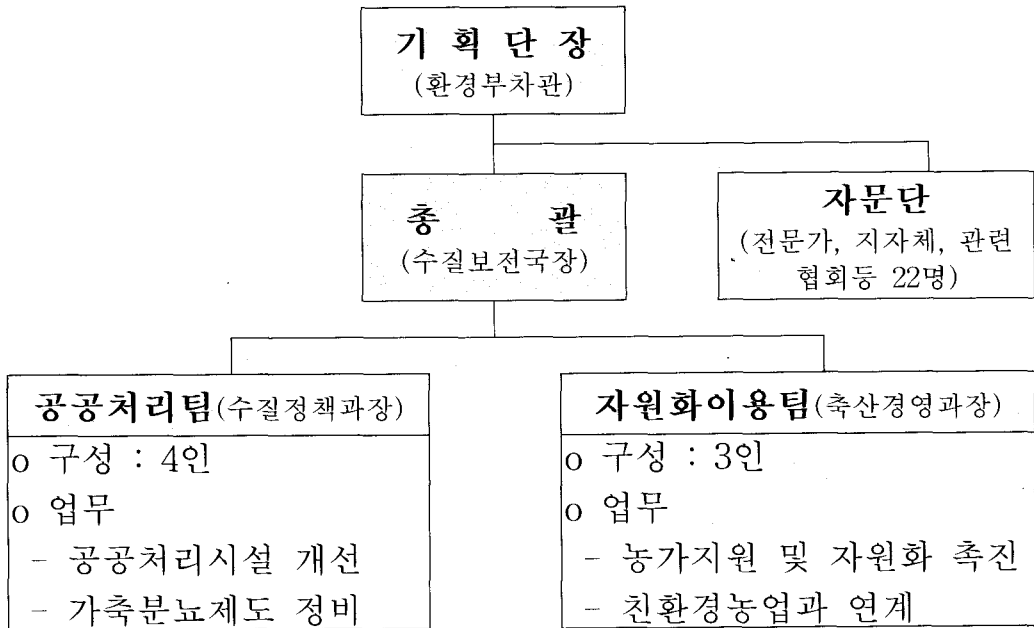 기 획 단 장
(환경부차관)
총 괄
(수질보전국장)
자문단
(전문가, 지자체, 관련
협회등 22명)
공공처리팀(수질정책과장)
o 구성 : 4인
o 업무
- 공공처리시설 개선
- 가축분뇨제도 정비
자원화이용팀(축산경영과장)
o 구성 : 3인
o 업무
- 농가지원 및 자원화 촉진
- 친환경농업과 연계